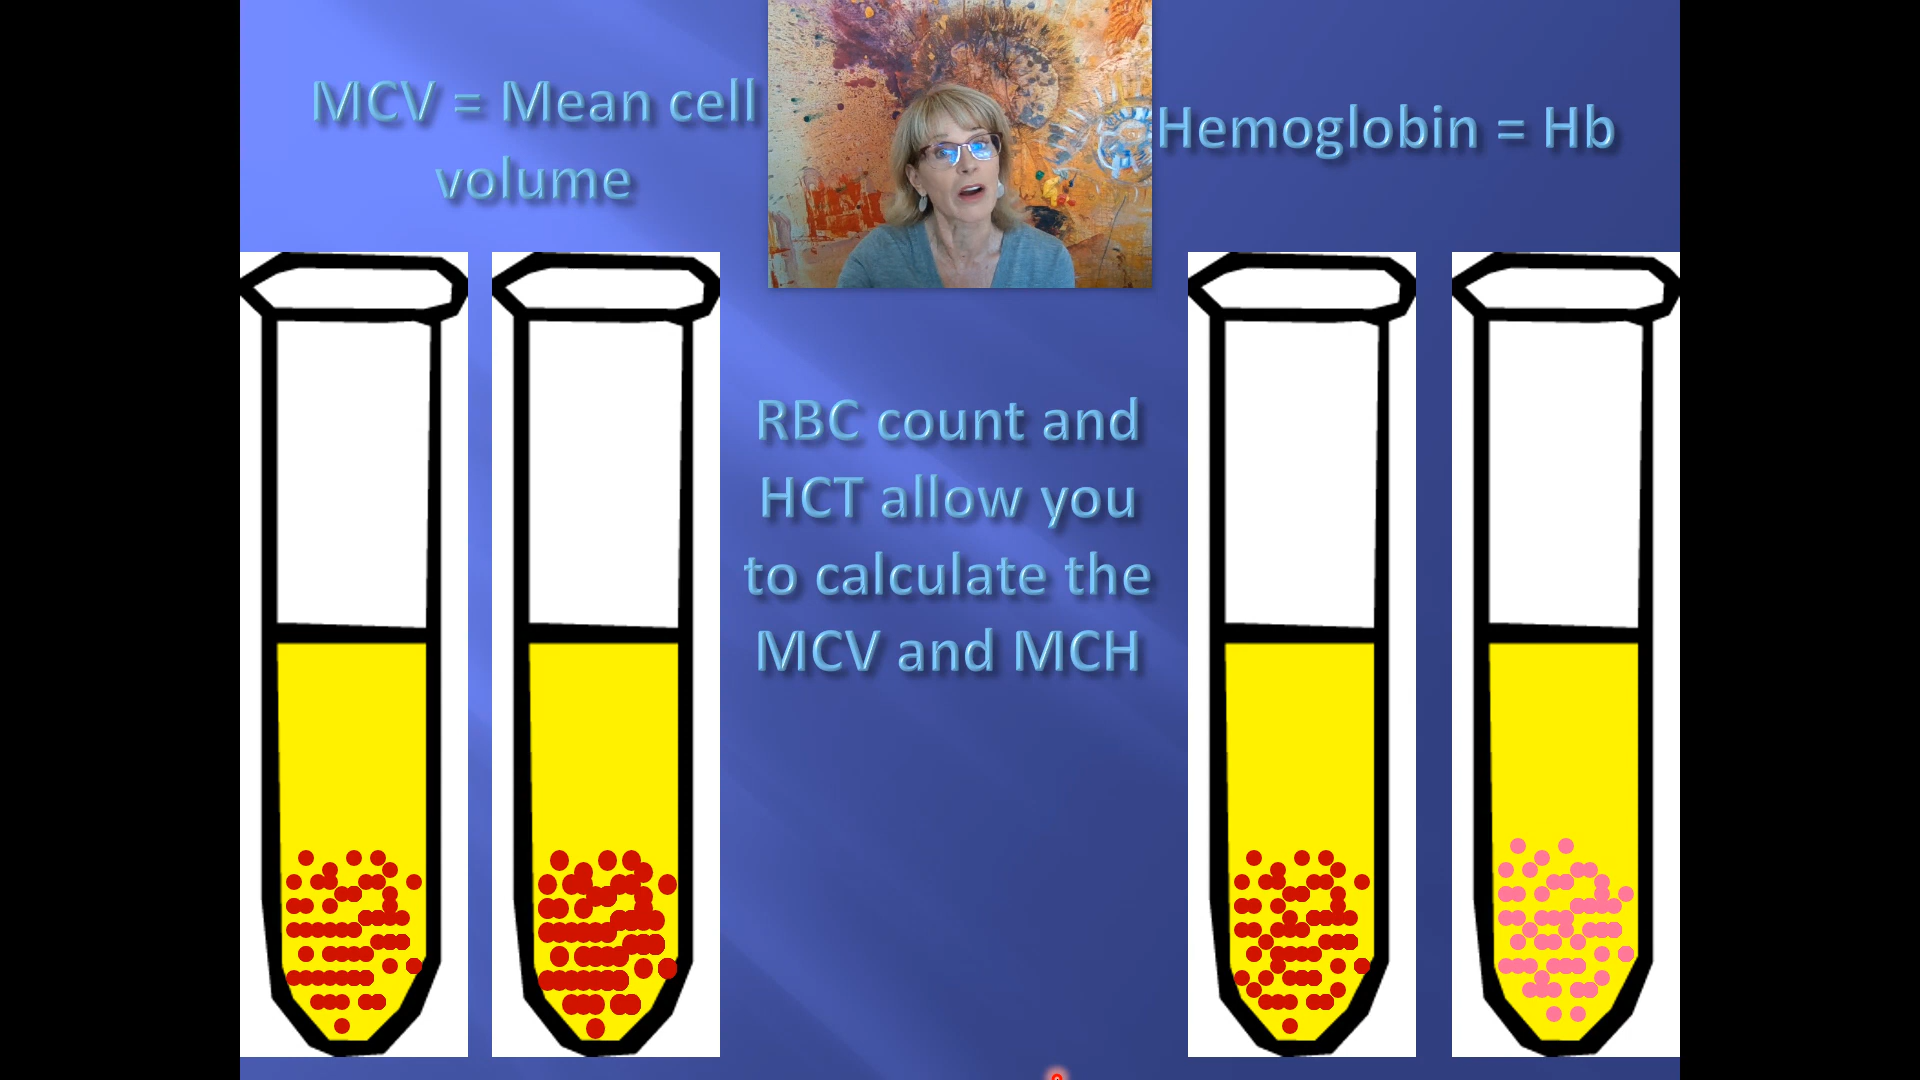 MCV = Mean cell
volume
Hemoglobin = Hb
RBC count and
HCT allow you
to calculate the
MCV and MCH